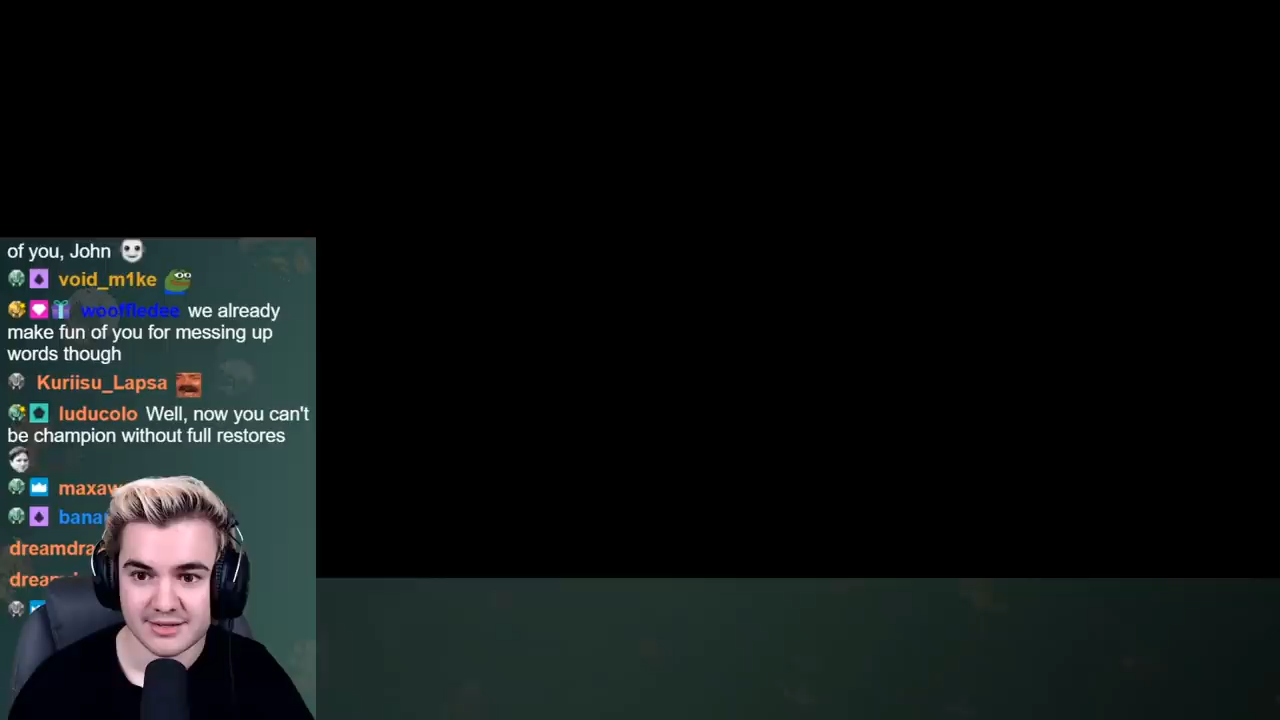 of you, John
void_m1ke
wooffledee we already
make fun of you for messing up
words though
Kuriisu_Lapsa
luducolo Well, now you can't
be champion without full restores